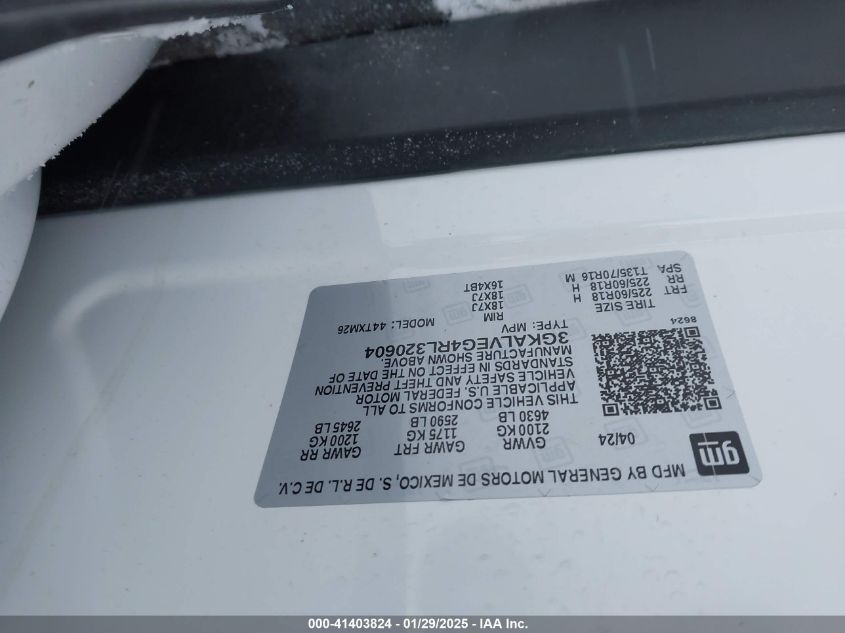 gm MFD BY GENERAL MOTORS DE MEXICO, S. DE R.L. DE C.V.
04/24
GVWR GAWR FRT GAWR RR
2100 KG 1175 KG 1200 KG
4630 LB 2590 LB 2645 LB
THIS VEHICLE CONFORMS TO ALL
APPLICABLE U.S. FEDERAL MOTOR
VEHICLE SAFETY AND THEFT PREVENTION
STANDARDS IN EFFECT ON THE DATE OF
MANUFACTURE SHOWN ABOVE.
3GKALVEG4RL320604
TYPE: MPV MODEL: 44TXM26
8624
TIRE SIZE RIM
FRT 225/60R18 H 18X7J
RR 225/60R18 H 18X7J
SPA T135/70R16 M 16X4BT
000-41403824 - 01/29/2025 - IAA Inc.